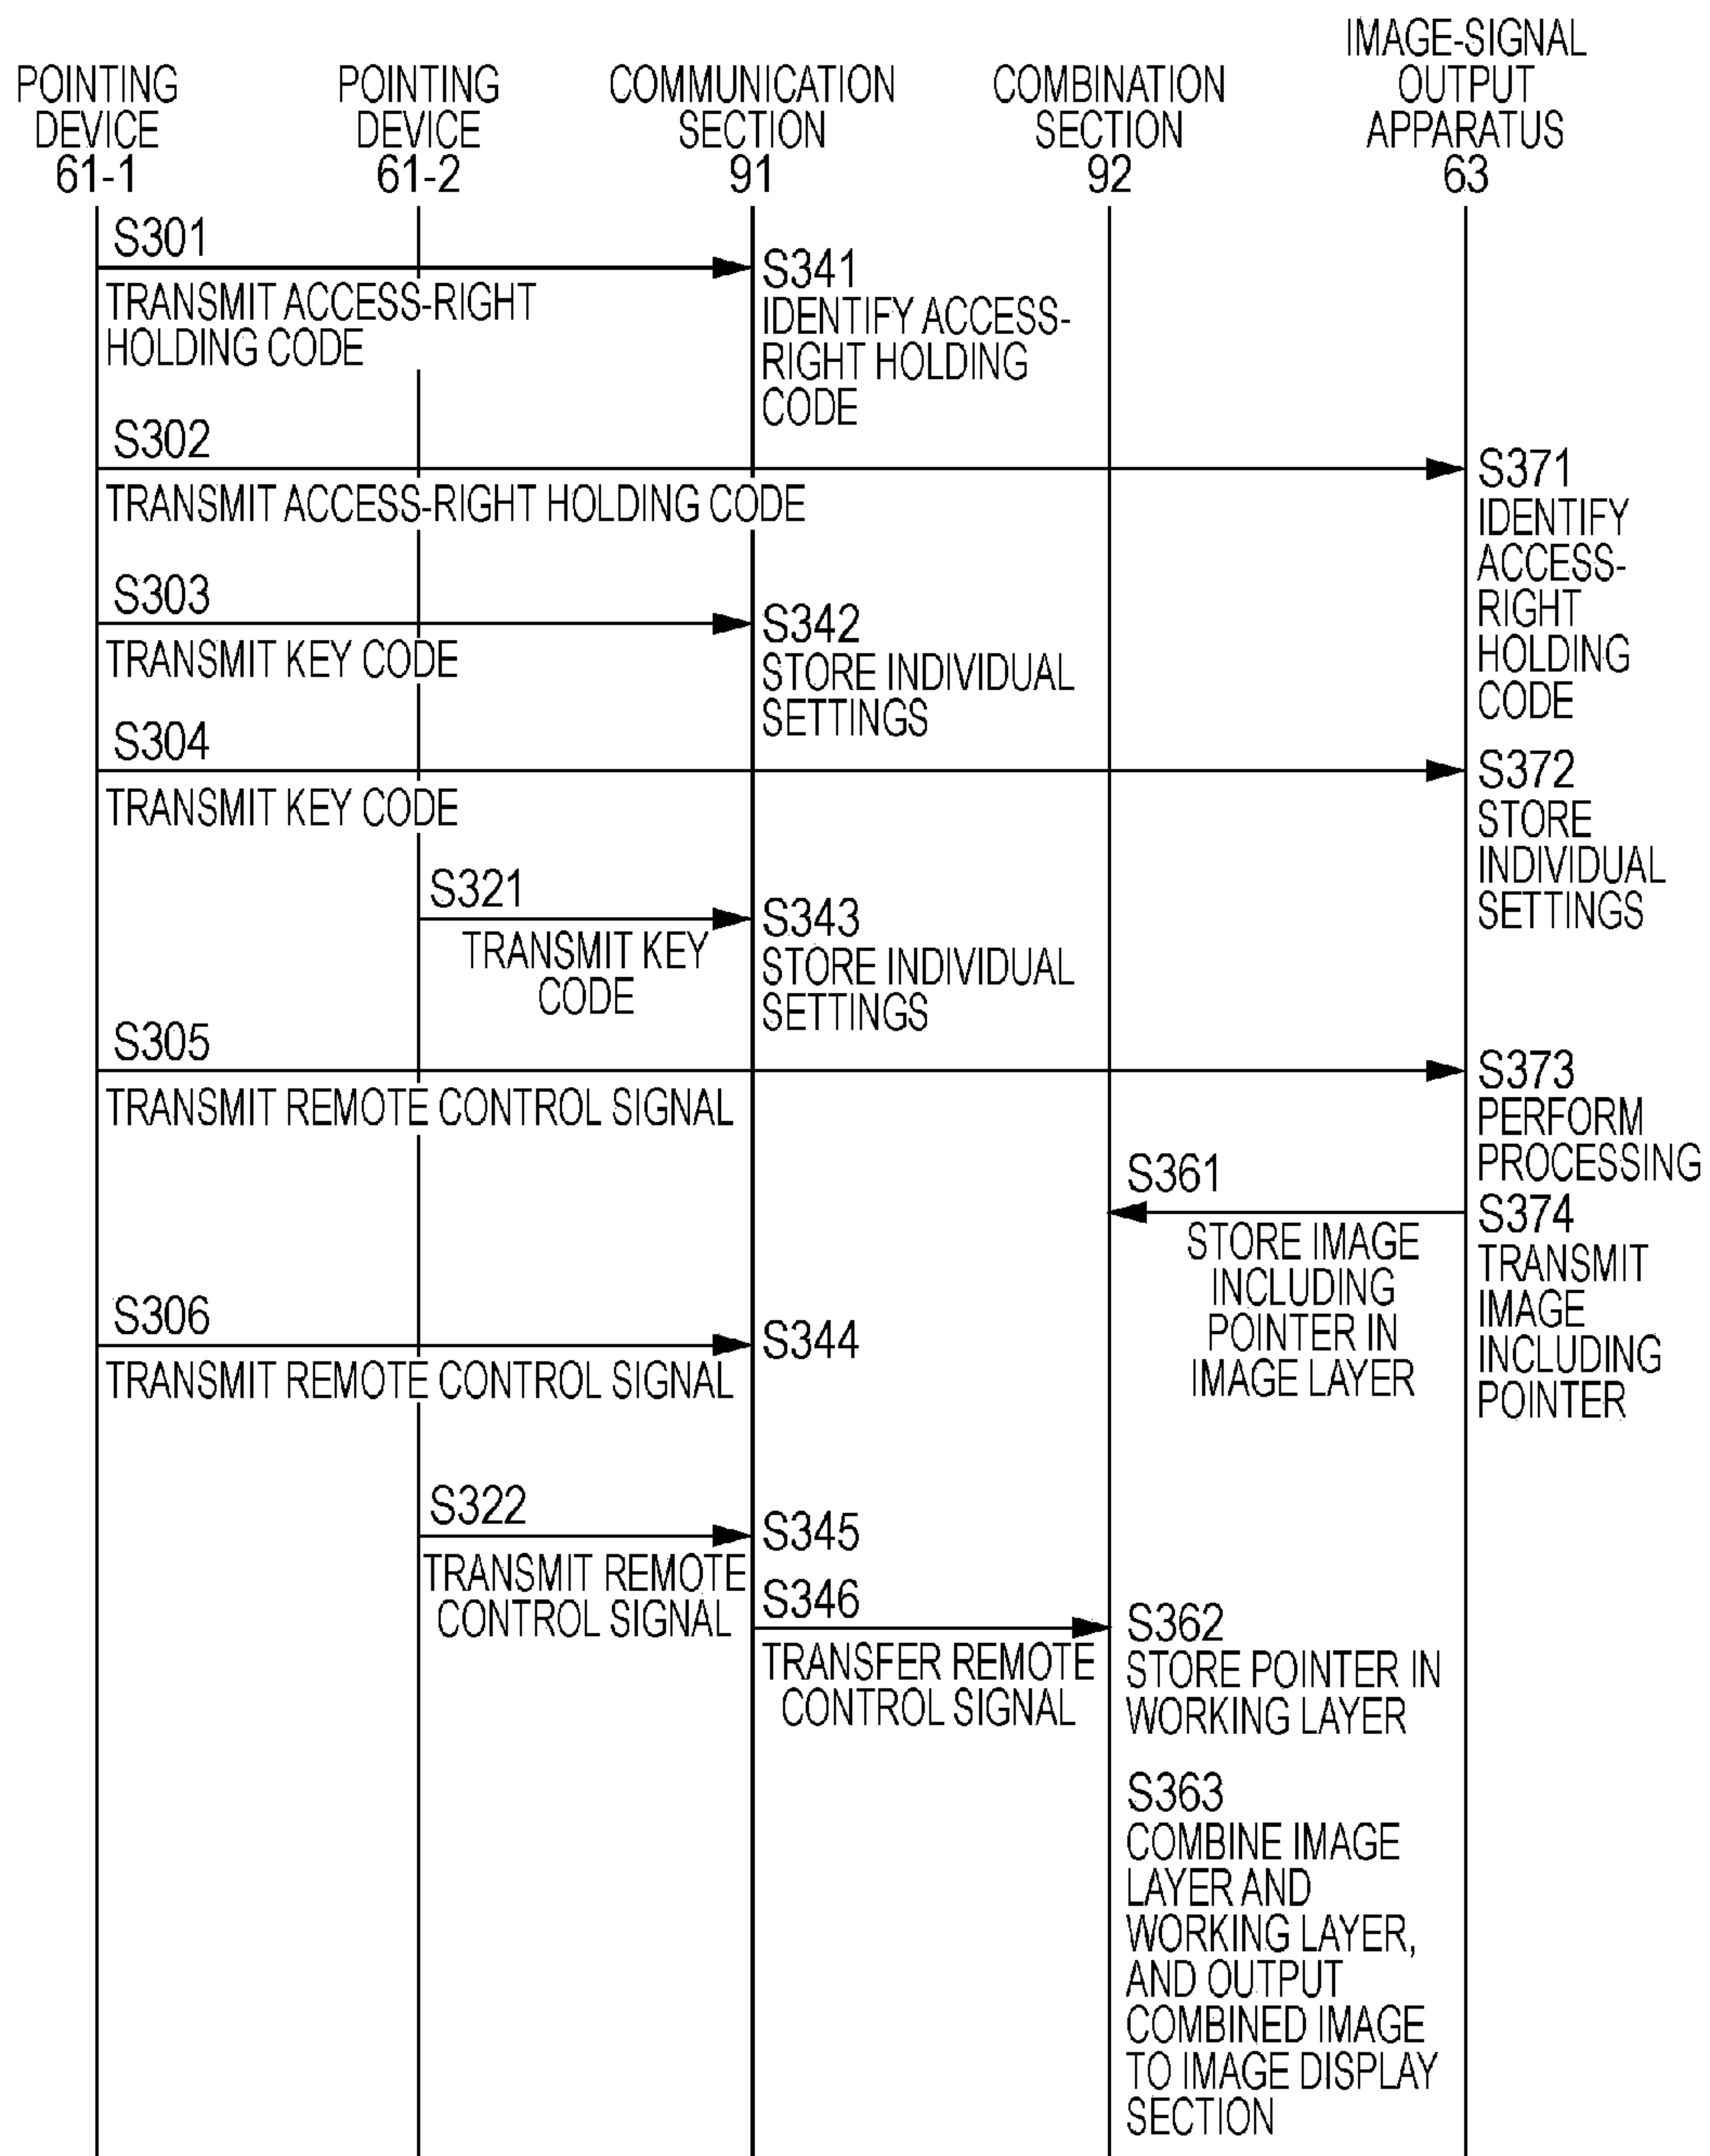 POINTING
DEVICE
61-1
POINTING
DEVICE
61-2
COMMUNICATION
SECTION
91
COMBINATION
SECTION
92
IMAGE-SIGNAL
OUTPUT
APPARATUS
63
S301
TRANSMIT ACCESS-RIGHT
HOLDING CODE
S341
IDENTIFY ACCESS-
RIGHT HOLDING
CODE
S302
TRANSMIT ACCESS-RIGHT HOLDING CODE
S371
IDENTIFY
ACCESS-
RIGHT
HOLDING
CODE
S303
TRANSMIT KEY CODE
S342
STORE INDIVIDUAL
SETTINGS
S304
TRANSMIT KEY CODE
S372
STORE
INDIVIDUAL
SETTINGS
S321
TRANSMIT KEY
CODE
S343
STORE INDIVIDUAL
SETTINGS
S305
TRANSMIT REMOTE CONTROL SIGNAL
S373
PERFORM
PROCESSING
S361
STORE IMAGE
INCLUDING
POINTER IN
IMAGE LAYER
S374
TRANSMIT
IMAGE
INCLUDING
POINTER
S306
TRANSMIT REMOTE CONTROL SIGNAL
S344
S322
TRANSMIT REMOTE
CONTROL SIGNAL
S345
S346
TRANSFER REMOTE
CONTROL SIGNAL
S362
STORE POINTER IN
WORKING LAYER
S363
COMBINE IMAGE
LAYER AND
WORKING LAYER,
AND OUTPUT
COMBINED IMAGE
TO IMAGE DISPLAY
SECTION